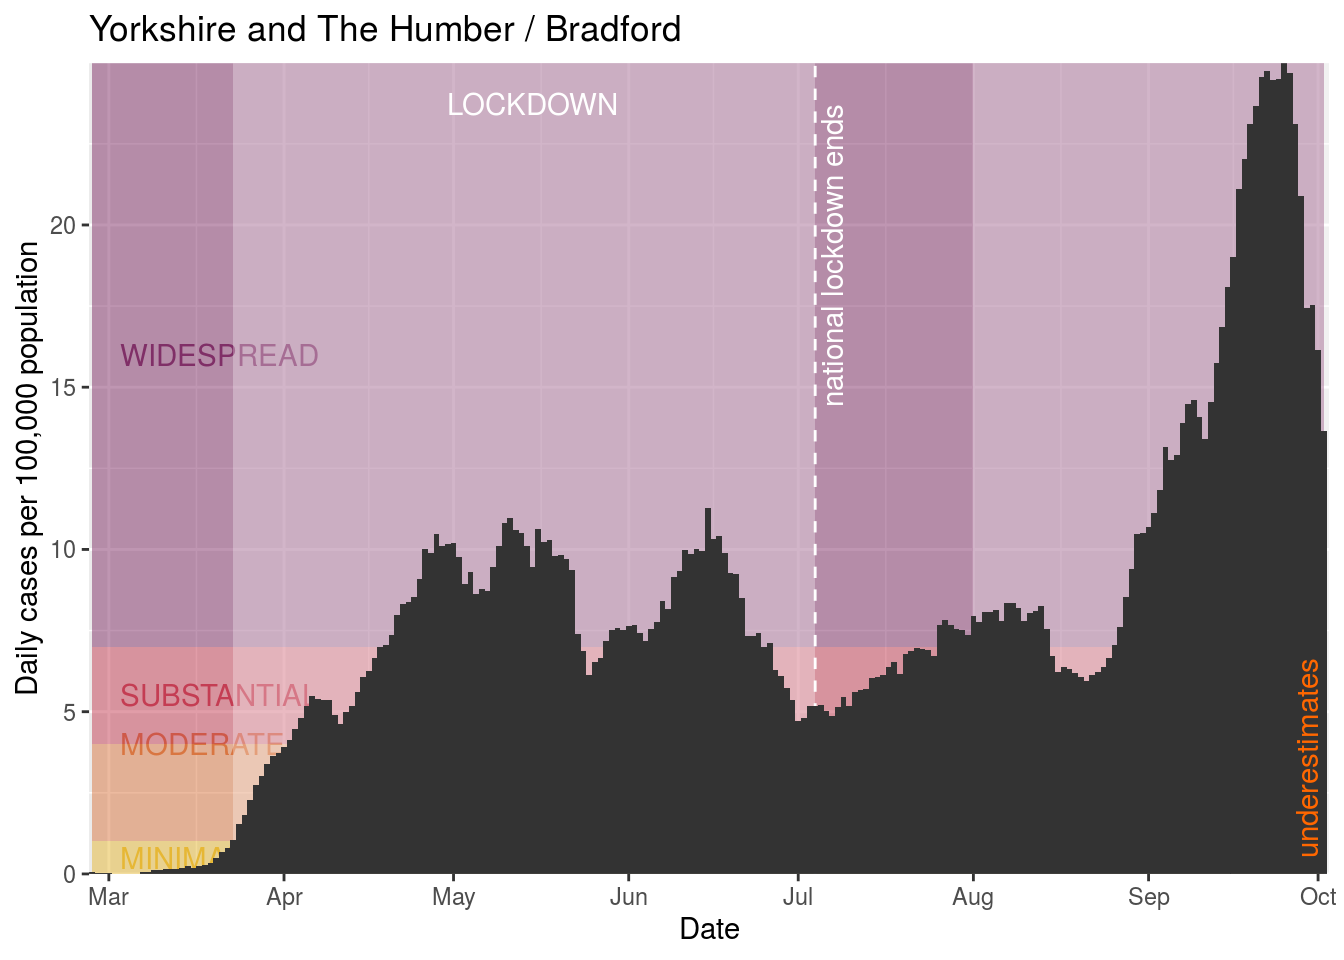 Yorkshire and The Humber / Bradford
LOCKDOWN
national lockdown ends
WIDESPREAD
SUBSTANTIAL
MODERATE
MINIMA
underestimates
Daily cases per 100,000 population
20
15
10
5
0
Mar Apr May Jun Jul Aug Sep Oct
Date